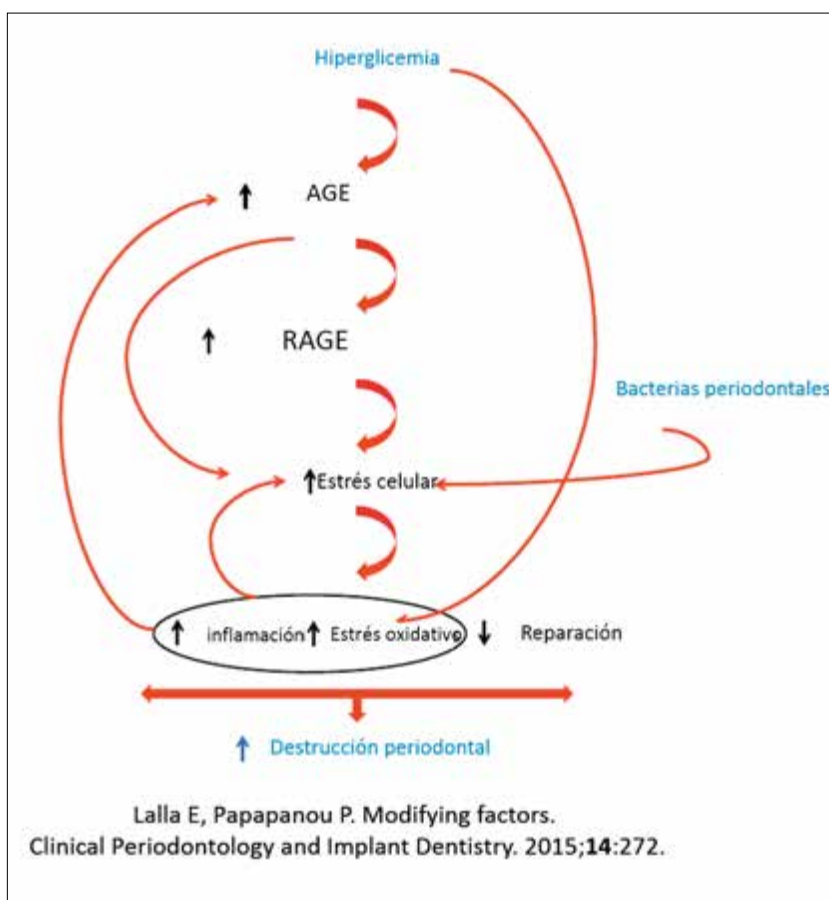 Hiperglicemia
AGE
RAGE
Bacterias periodontales
Estrés celular
inflamación Estrés oxidativo Reparación
Destrucción periodontal
Lalla E, Papapanou P. Modifying factors.
Clinical Periodontology and Implant Dentistry. 2015;14:272.